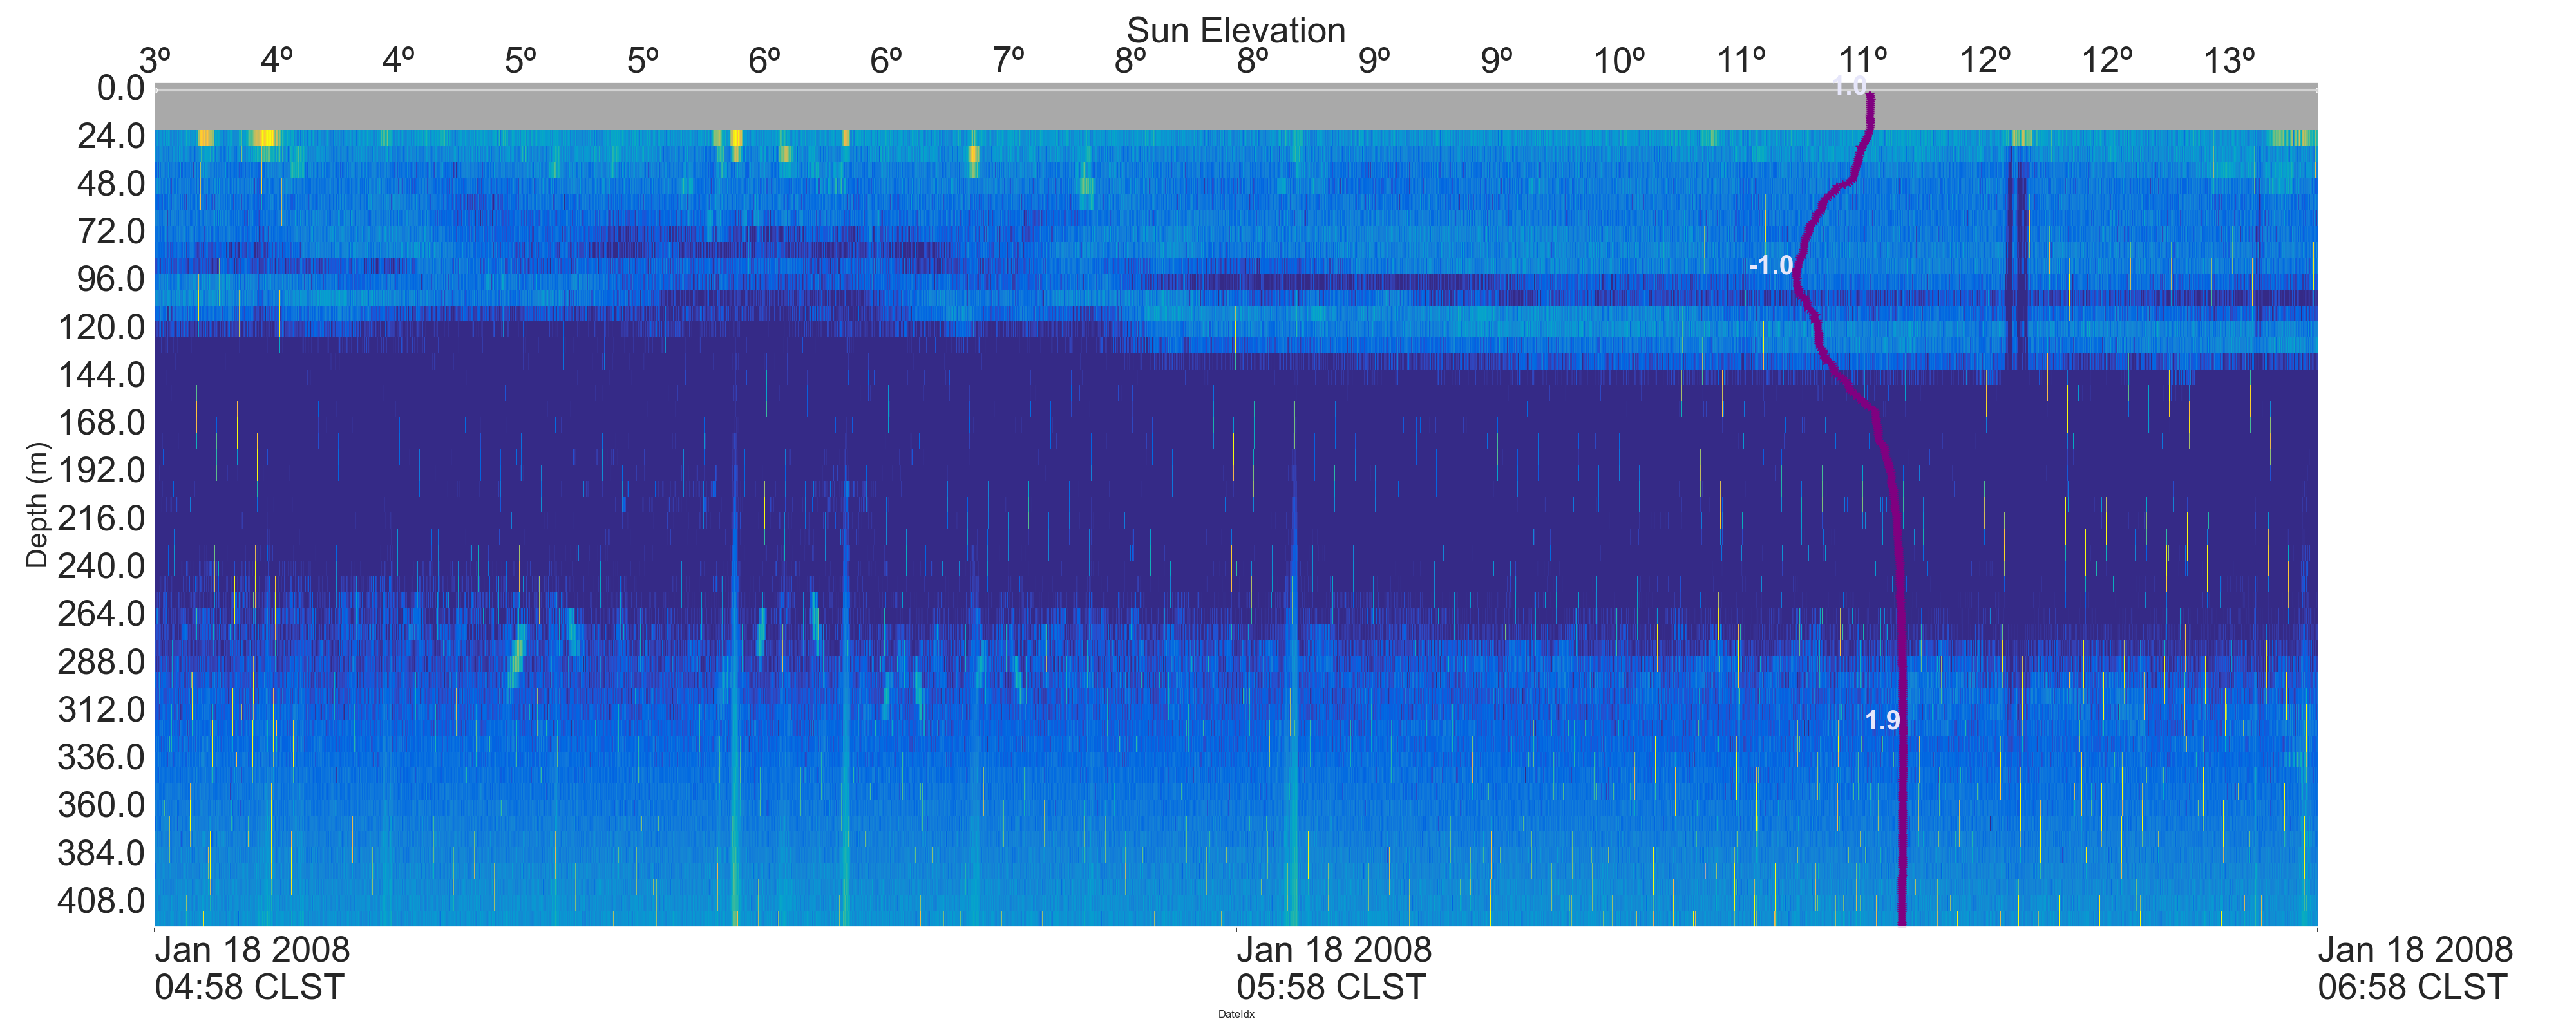 Sun Elevation
3º 4º 4º 5º 5º 6º 6º 7º 8º 8º 9º 9º 10º 11º 11º 12º 12º 13º
0.0
1.0
24.0
48.0
72.0
96.0
-1.0
120.0
144.0
168.0
192.0
216.0
240.0
264.0
288.0
312.0
1.9
336.0
360.0
384.0
408.0
Depth (m)
Jan 18 2008
04:58 CLST
Jan 18 2008
05:58 CLST
Jan 18 2008
06:58 CLST
DateIdx